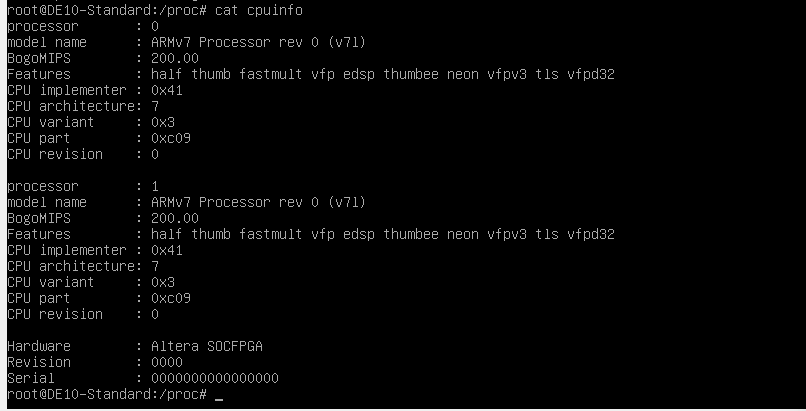 root@DE10-Standard:/proc# cat cpuinfo
processor : 0
model name : ARMv7 Processor rev 0 (v7l)
BogoMIPS : 200.00
Features : half thumb fastmult vfp edsp thumbee neon vfpv3 tls vfpd32
CPU implementer : 0x41
CPU architecture: 7
CPU variant : 0x3
CPU part : 0xc09
CPU revision : 0

processor : 1
model name : ARMv7 Processor rev 0 (v7l)
BogoMIPS : 200.00
Features : half thumb fastmult vfp edsp thumbee neon vfpv3 tls vfpd32
CPU implementer : 0x41
CPU architecture: 7
CPU variant : 0x3
CPU part : 0xc09
CPU revision : 0

Hardware : Altera SOCFPGA
Revision : 0000
Serial : 0000000000000000
root@DE10-Standard:/proc# _